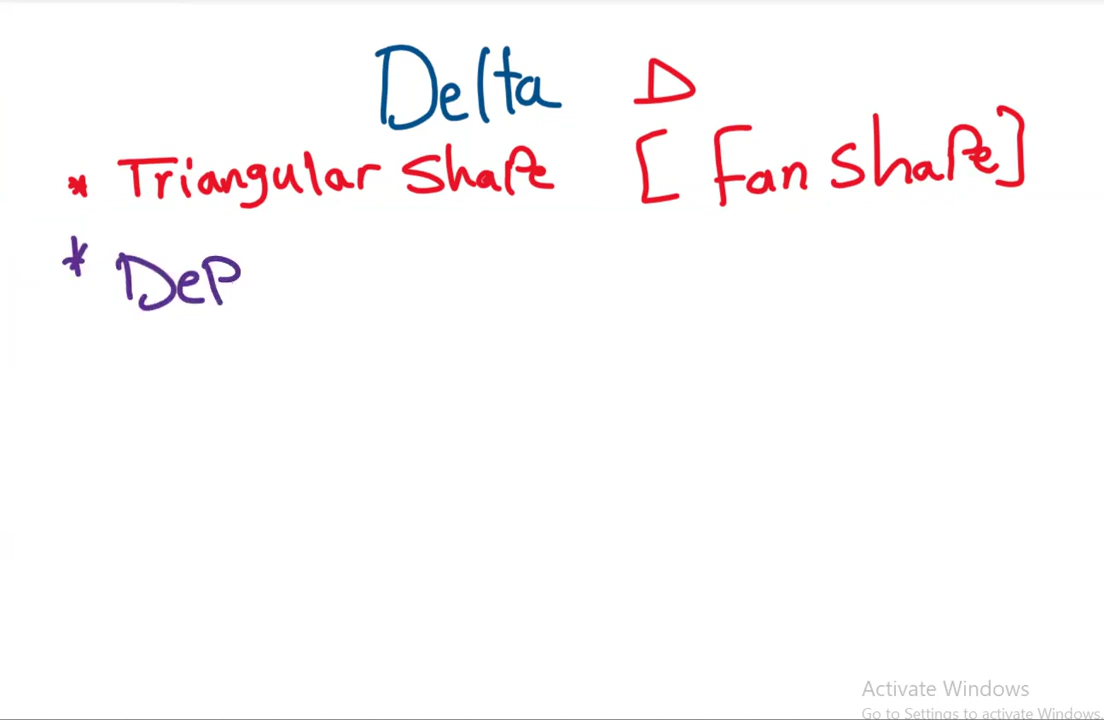 Delta D
* Triangular Shape [Fan Shape]
* Dep
Activate Windows
Go to Settings to activate Windows.